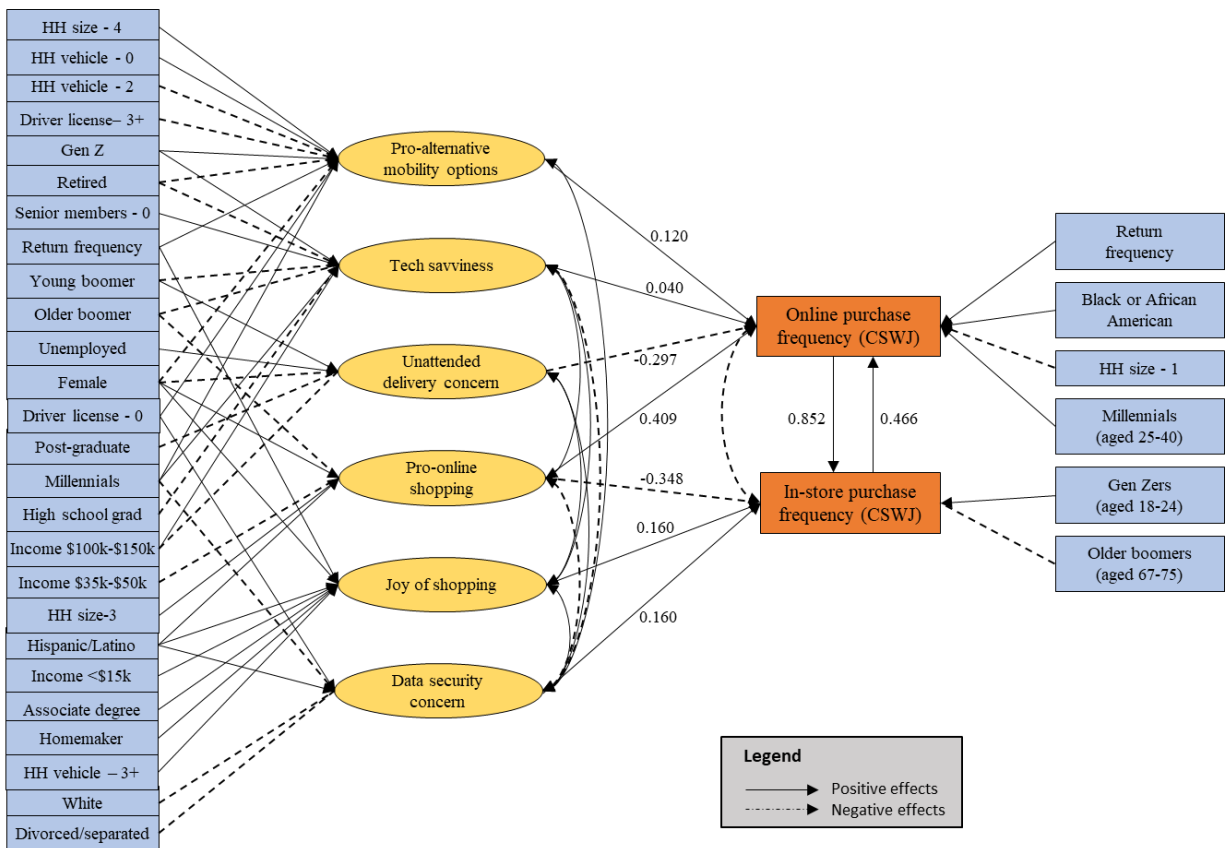 HH size - 4
HH vehicle - 0
HH vehicle - 2
Driver license– 3+
Gen Z
Retired
Senior members - 0
Return frequency
Young boomer
Older boomer
Unemployed
Female
Driver license - 0
Post-graduate
Millennials
High school grad
Income $100k-$150k
Income $35k-$50k
HH size-3
Hispanic/Latino
Income <$15k
Associate degree
Homemaker
HH vehicle – 3+
White
Divorced/separated
Pro-alternative
mobility options
Tech savviness
Unattended
delivery concern
Pro-online
shopping
Joy of shopping
Data security
concern
0.120
0.040
-0.297
0.409
-0.348
0.160
0.160
Online purchase
frequency (CSWJ)
0.852
0.466
In-store purchase
frequency (CSWJ)
Return
frequency
Black or African
American
HH size - 1
Millennials
(aged 25-40)
Gen Zers
(aged 18-24)
Older boomers
(aged 67-75)
Legend
Positive effects
Negative effects